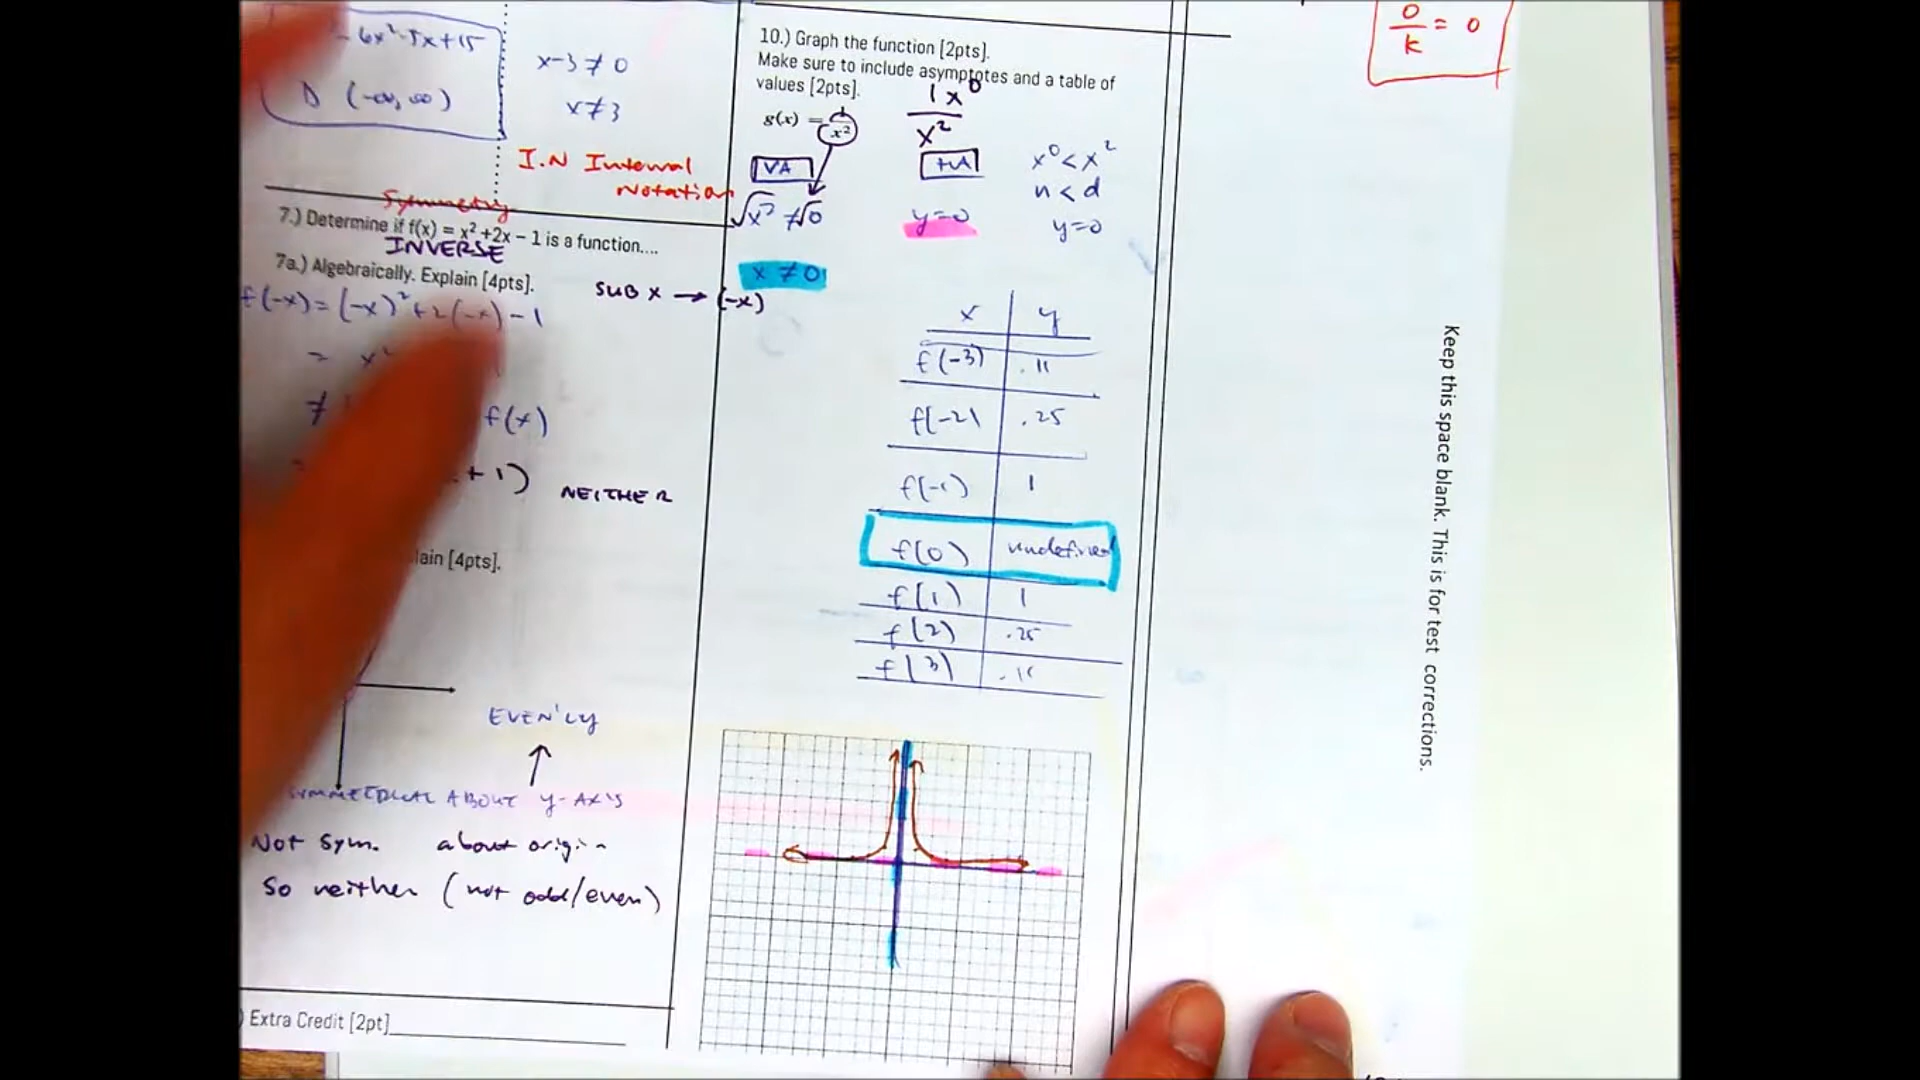 - 6x² - 5x + 15
D (-∞, ∞)
x-3 ≠ 0
x ≠ 3
I.N Interval
Notation
Symmetry
7.) Determine if f(x) = x² +2x – 1 is a function....
INVERSE
7a.) Algebraically. Explain [4pts].
SUB x → (-x)
f(-x) = (-x)² + 2(-x) - 1
= x²
≠
f(x)
+ 1)
NEITHER
lain [4pts].
EVEN'LY
SYMMETRICAL ABOUT Y-AXIS
Not Sym. about origin
So neither (not odd/even)
Extra Credit [2pt]
10.) Graph the function [2pts].
Make sure to include asymptotes and a table of
values [2pts].
g(x) = 1/x²
1x⁰
x²
VA
HA
x⁰ < x²
n < d
√x² ≠ √0
y=0
y=0
x ≠ 0
x y
f(-3) .11
f(-2) .25
f(-1) 1
f(0) undefined
f(1) 1
f(2) .25
f(3) .11
0/k = 0
Keep this space blank. This is for test corrections.